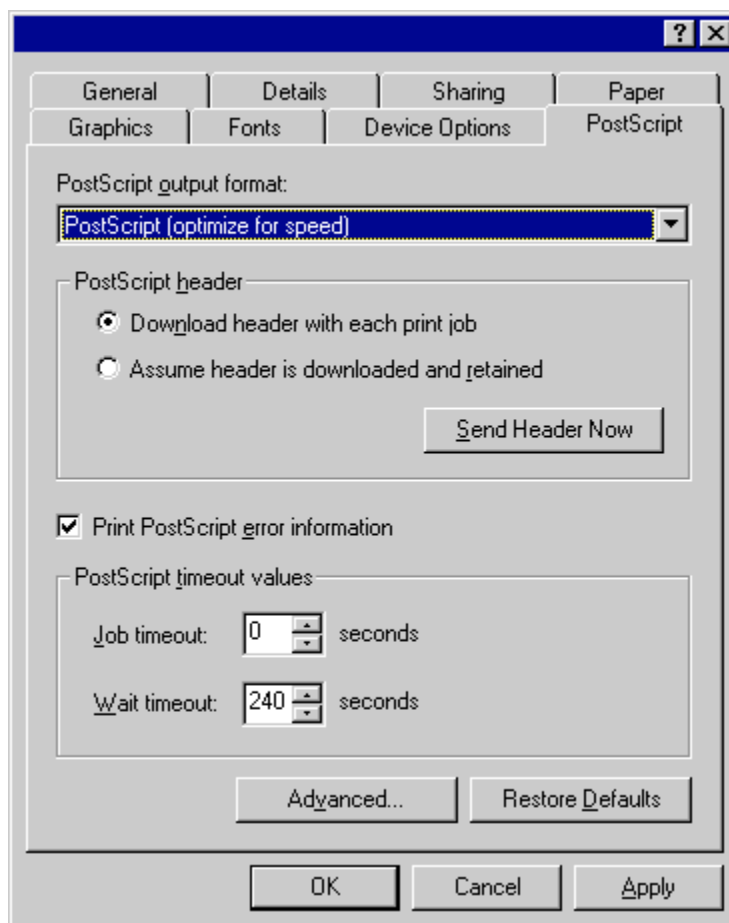 ?
General Details Sharing Paper
Graphics Fonts Device Options PostScript
PostScript output format:
PostScript (optimize for speed)
PostScript header
Download header with each print job
Assume header is downloaded and retained
Send Header Now
Print PostScript error information
PostScript timeout values
Job timeout: 0 seconds
Wait timeout: 240 seconds
Advanced... Restore Defaults
OK Cancel Apply